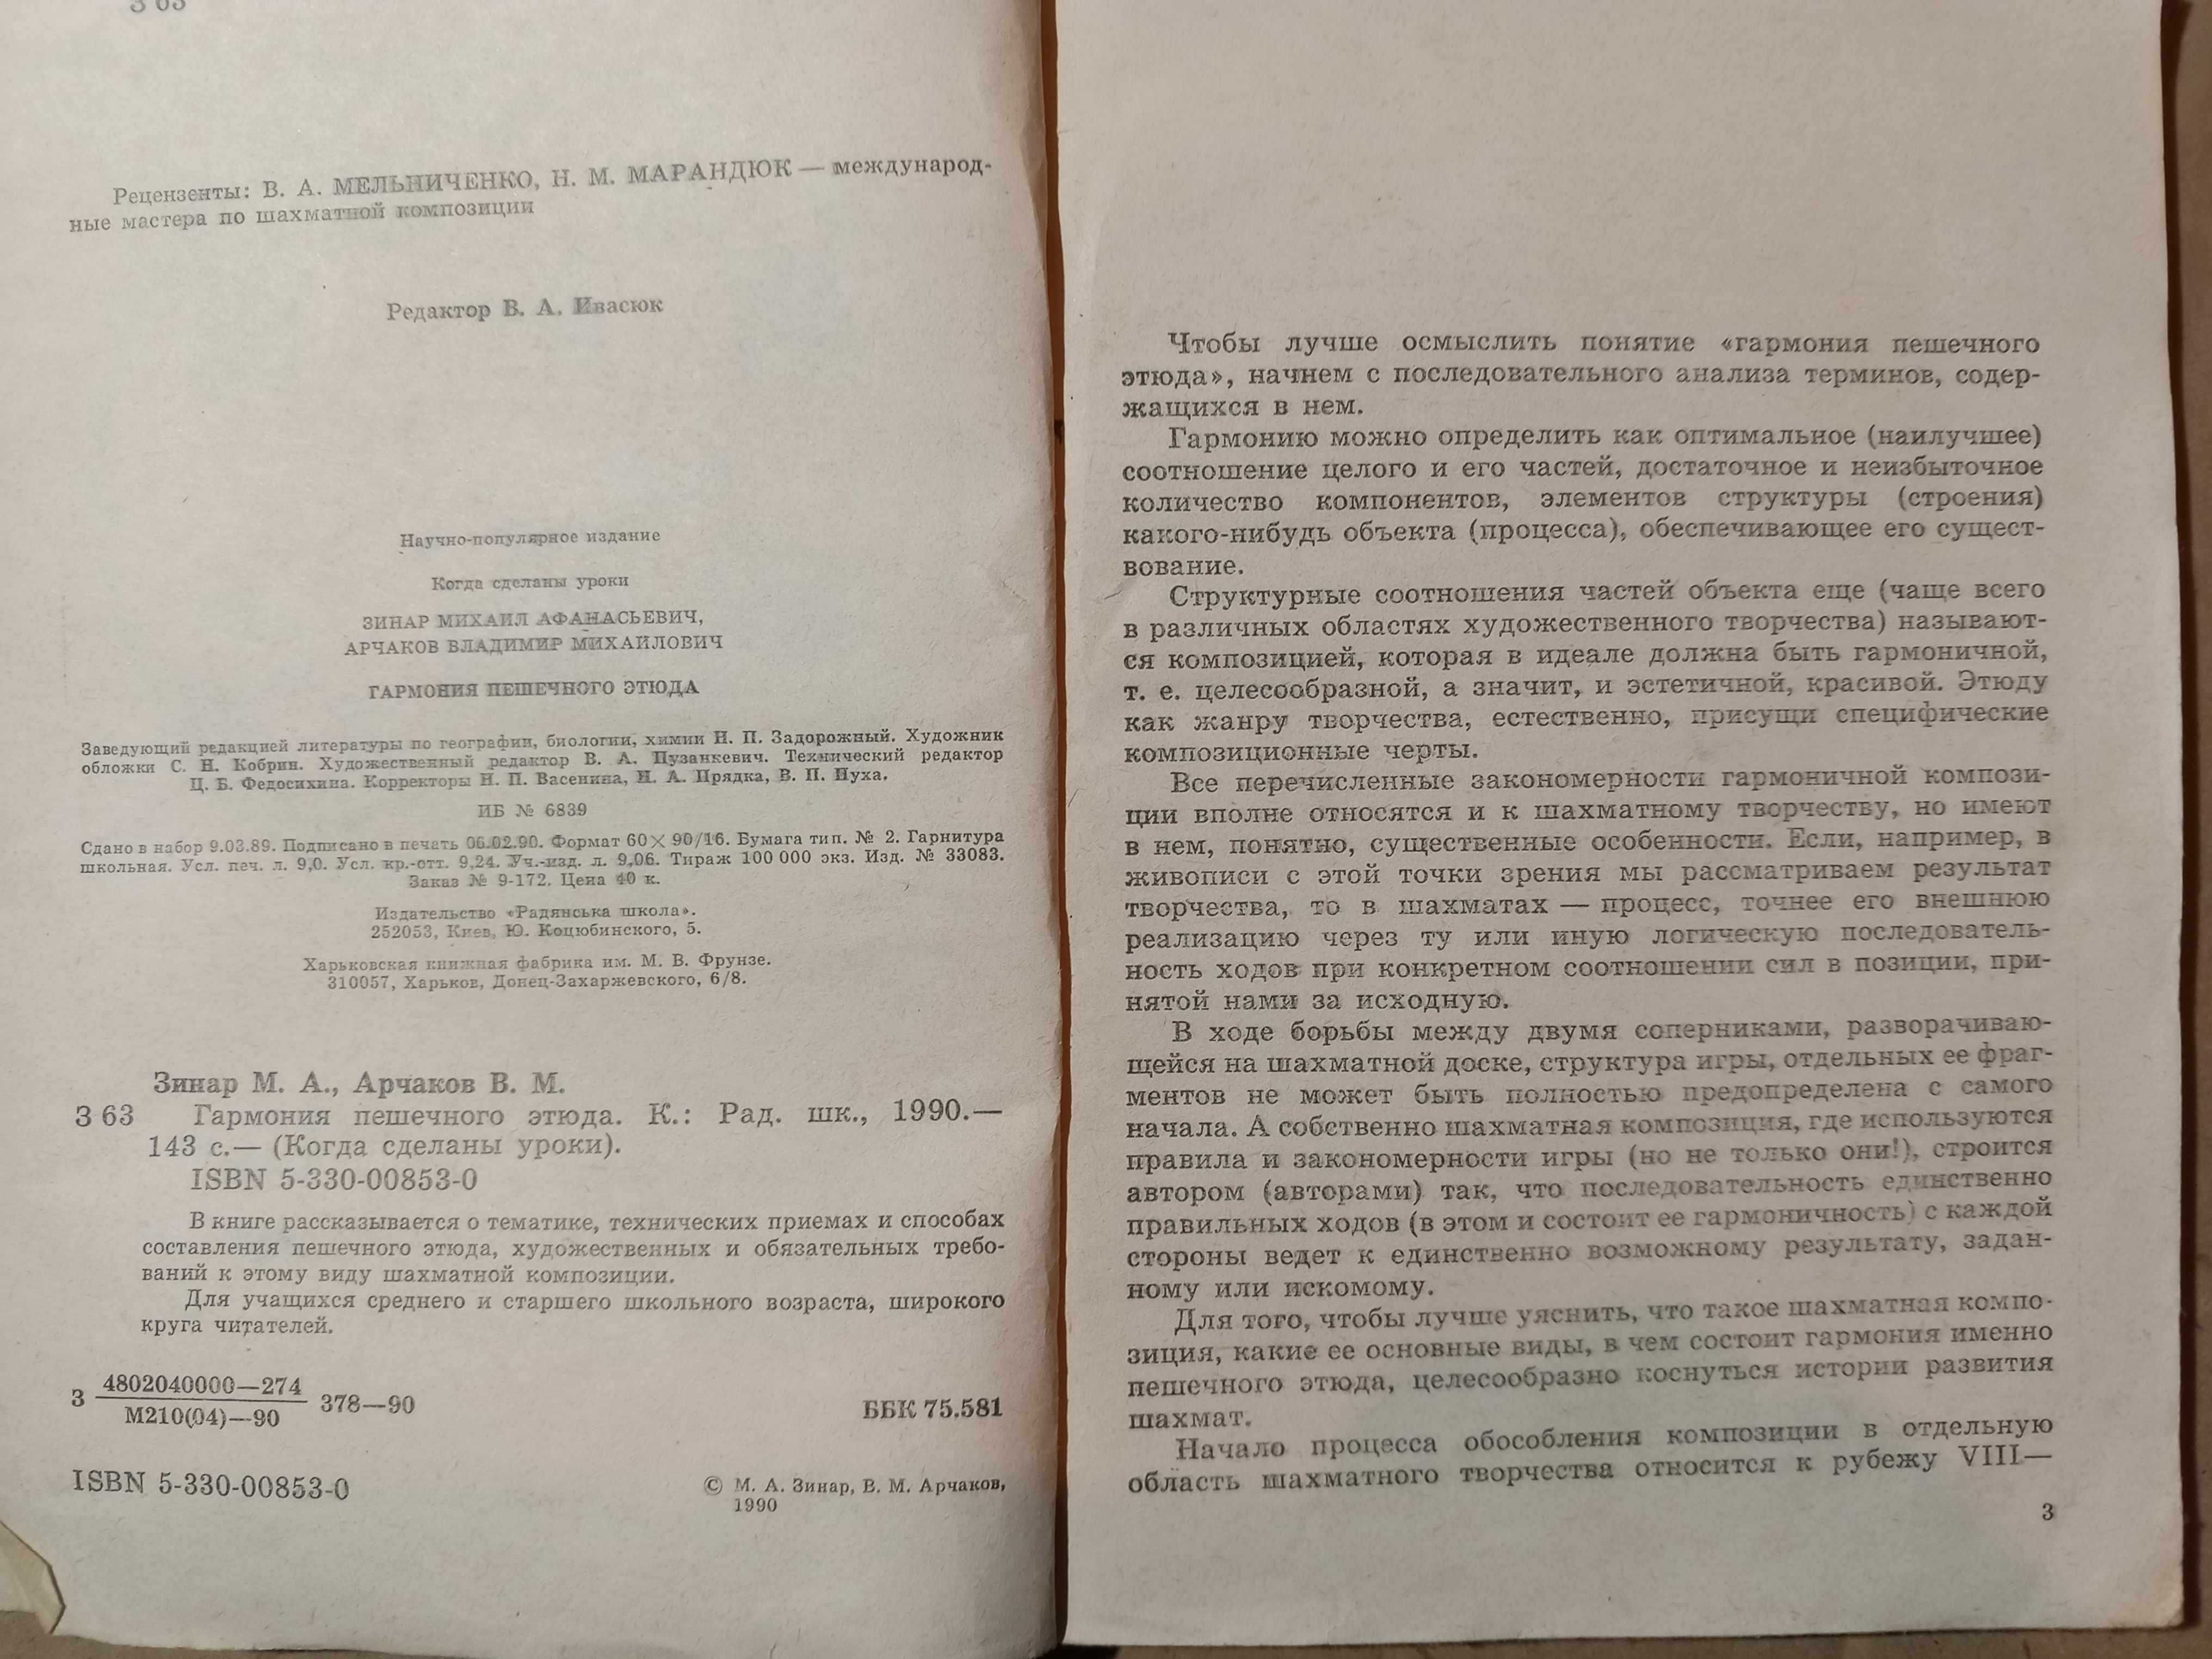 З 63
Рецензенты: В. А. МЕЛЬНИЧЕНКО, Н. М. МАРАНДЮК — международ-
ные мастера по шахматной композиции
Редактор В. А. Ивасюк
Научно-популярное издание
Когда сделаны уроки
ЗИНАР МИХАИЛ АФАНАСЬЕВИЧ,
АРЧАКОВ ВЛАДИМИР МИХАЙЛОВИЧ
ГАРМОНИЯ ПЕШЕЧНОГО ЭТЮДА
Заведующий редакцией литературы по географии, биологии, химии И. П. Задорожный. Художник
обложки С. Н. Кобрин. Художественный редактор В. А. Пузанкевич. Технический редактор
Ц. Б. Федосихина. Корректоры Н. П. Васенина, Н. А. Прядка, В. П. Нуха.
ИБ № 6839
Сдано в набор 9.03.89. Подписано в печать 06.02.90. Формат 60×90/16. Бумага тип. № 2. Гарнитура
школьная. Усл. печ. л. 9,0. Усл. кр.-отт. 9,24. Уч.-изд. л. 9,06. Тираж 100 000 экз. Изд. № 33083.
Заказ № 9-172. Цена 40 к.
Издательство «Радянська школа».
252053, Киев, Ю. Коцюбинского, 5.
Харьковская книжная фабрика им. М. В. Фрунзе.
310057, Харьков, Донец-Захаржевского, 6/8.
Зинар М. А., Арчаков В. М.
З 63 Гармония пешечного этюда. К.: Рад. шк., 1990.—
143 с.— (Когда сделаны уроки).
ISBN 5-330-00853-0
В книге рассказывается о тематике, технических приемах и способах
составления пешечного этюда, художественных и обязательных требо-
ваний к этому виду шахматной композиции.
Для учащихся среднего и старшего школьного возраста, широкого
круга читателей.
З 4802040000—274
М210(04)—90 378—90
ББК 75.581
ISBN 5-330-00853-0
© М. А. Зинар, В. М. Арчаков,
1990
Чтобы лучше осмыслить понятие «гармония пешечного
этюда», начнем с последовательного анализа терминов, содер-
жащихся в нем.
Гармонию можно определить как оптимальное (наилучшее)
соотношение целого и его частей, достаточное и неизбыточное
количество компонентов, элементов структуры (строения)
какого-нибудь объекта (процесса), обеспечивающее его сущест-
вование.
Структурные соотношения частей объекта еще (чаще всего
в различных областях художественного творчества) называют-
ся композицией, которая в идеале должна быть гармоничной,
т. е. целесообразной, а значит, и эстетичной, красивой. Этюду
как жанру творчества, естественно, присущи специфические
композиционные черты.
Все перечисленные закономерности гармоничной компози-
ции вполне относятся и к шахматному творчеству, но имеют
в нем, понятно, существенные особенности. Если, например, в
живописи с этой точки зрения мы рассматриваем результат
творчества, то в шахматах — процесс, точнее его внешнюю
реализацию через ту или иную логическую последователь-
ность ходов при конкретном соотношении сил в позиции, при-
нятой нами за исходную.
В ходе борьбы между двумя соперниками, разворачиваю-
щейся на шахматной доске, структура игры, отдельных ее фраг-
ментов не может быть полностью предопределена с самого
начала. А собственно шахматная композиция, где используются
правила и закономерности игры (но не только они!), строится
автором (авторами) так, что последовательность единственно
правильных ходов (в этом и состоит ее гармоничность) с каждой
стороны ведет к единственно возможному результату, задан-
ному или искомому.
Для того, чтобы лучше уяснить, что такое шахматная компо-
зиция, какие ее основные виды, в чем состоит гармония именно
пешечного этюда, целесообразно коснуться истории развития
шахмат.
Начало процесса обособления композиции в отдельную
область шахматного творчества относится к рубежу VIII—
3